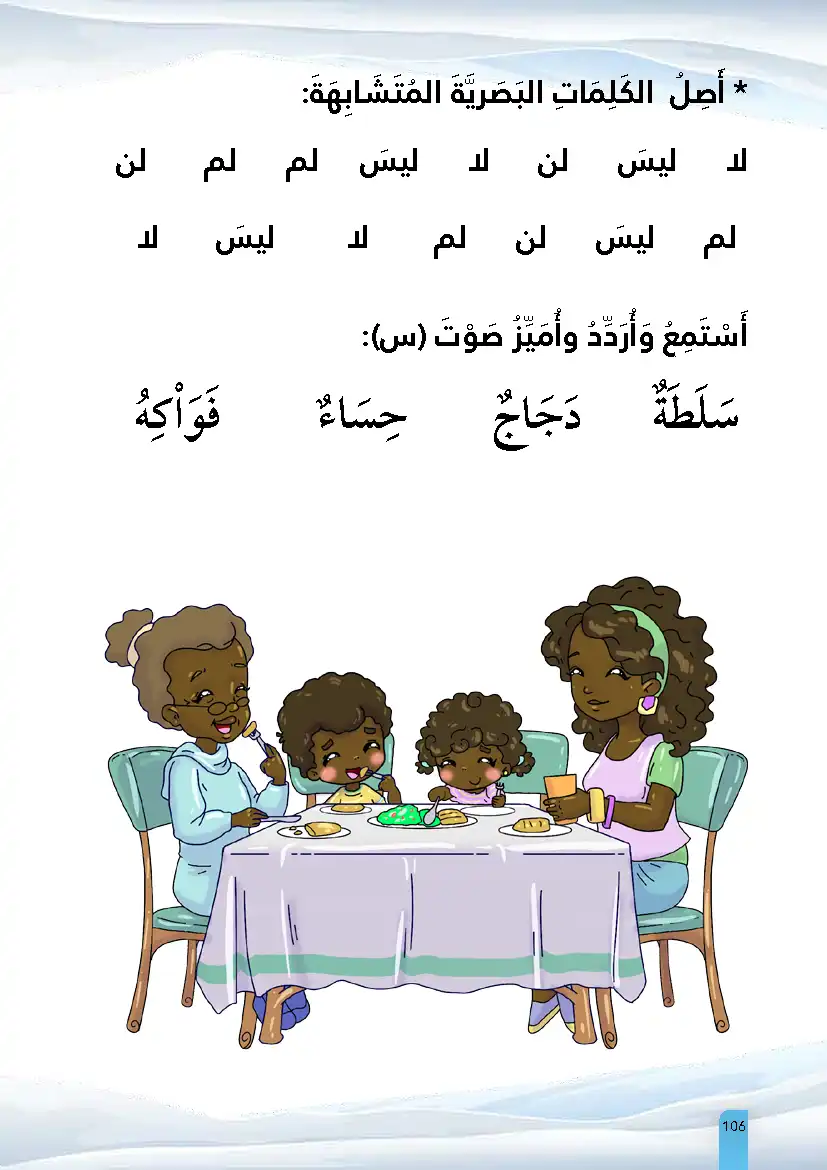 * أَصِلُ الكَلِمَاتِ البَصَريَّةَ المُتَشَابِهَةَ:
لا ليسَ لن لا ليسَ لم لم لن
لم ليسَ لن لم لا ليسَ لا
أَسْتَمِعُ وَأُرَدِّدُ وأُمَيِّزُ صَوْتَ (س):
سَلَطَةٌ دَجَاجٌ حِسَاءٌ فَوَاْكِهُ
106